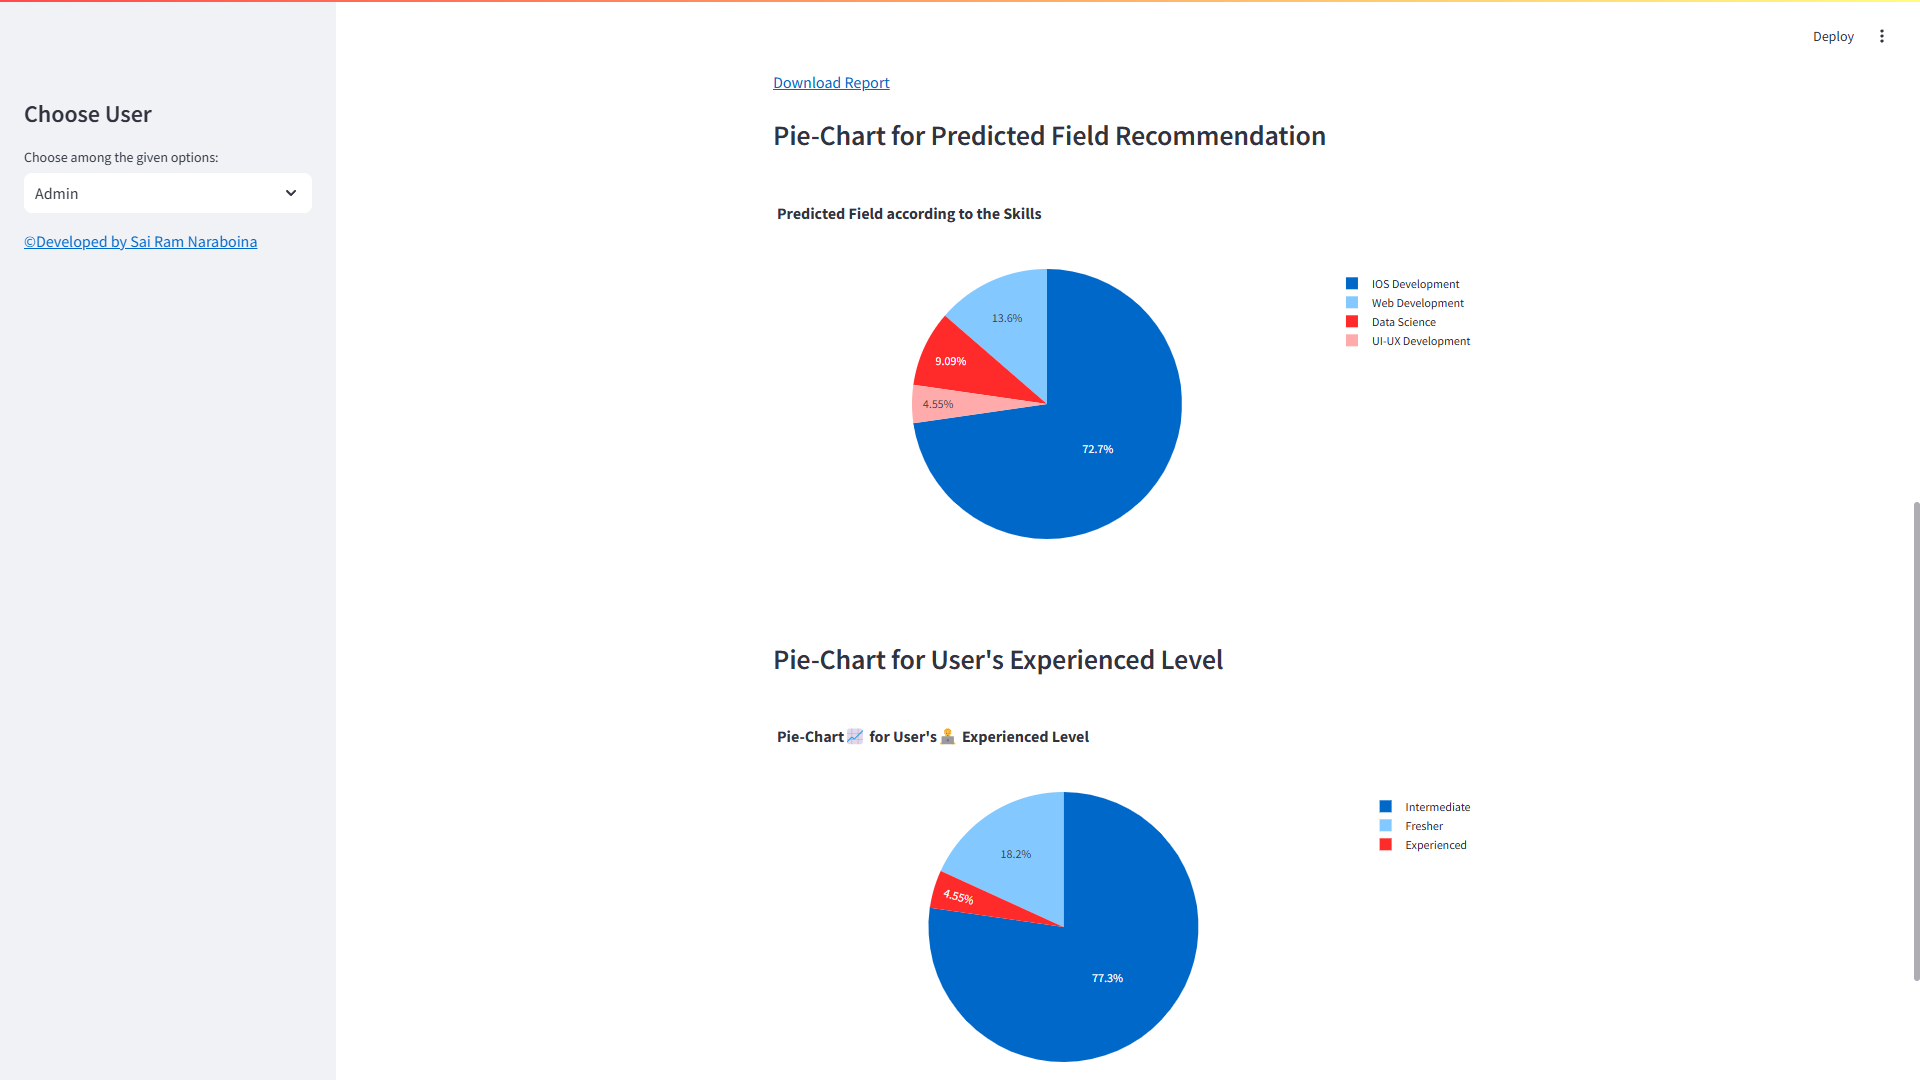 Deploy
Choose User
Choose among the given options:
Admin
©Developed by Sai Ram Naraboina
Download Report
Pie-Chart for Predicted Field Recommendation
Predicted Field according to the Skills
13.6%
9.09%
4.55%
72.7%
IOS Development
Web Development
Data Science
UI-UX Development
Pie-Chart for User's Experienced Level
Pie-Chart📈 for User's👨‍💻 Experienced Level
18.2%
4.55%
77.3%
Intermediate
Fresher
Experienced